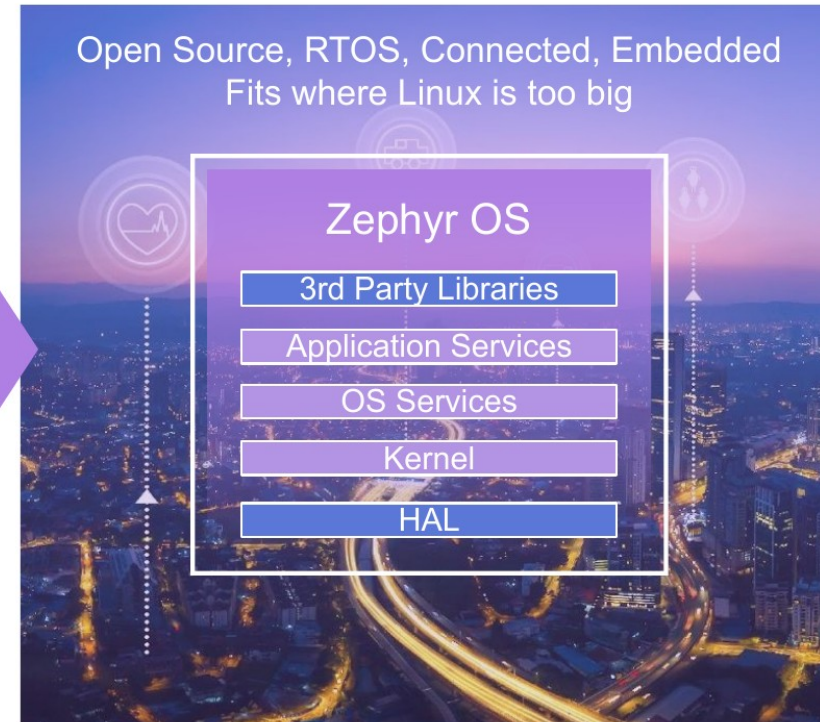 Open Source, RTOS, Connected, Embedded
Fits where Linux is too big
Zephyr OS
3rd Party Libraries
Application Services
OS Services
Kernel
HAL